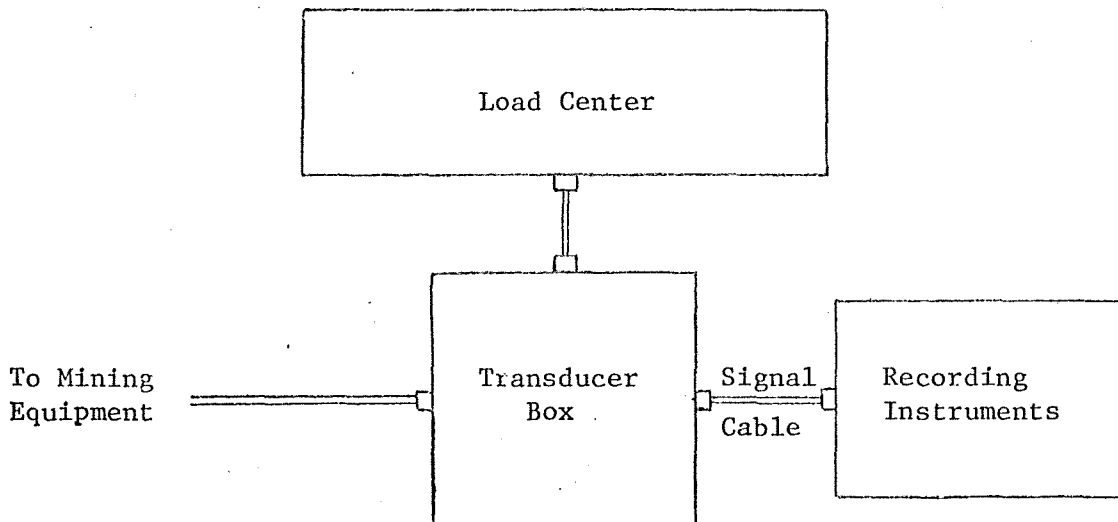 Load Center
To Mining
Equipment
Transducer
Box
Signal
Cable
Recording
Instruments